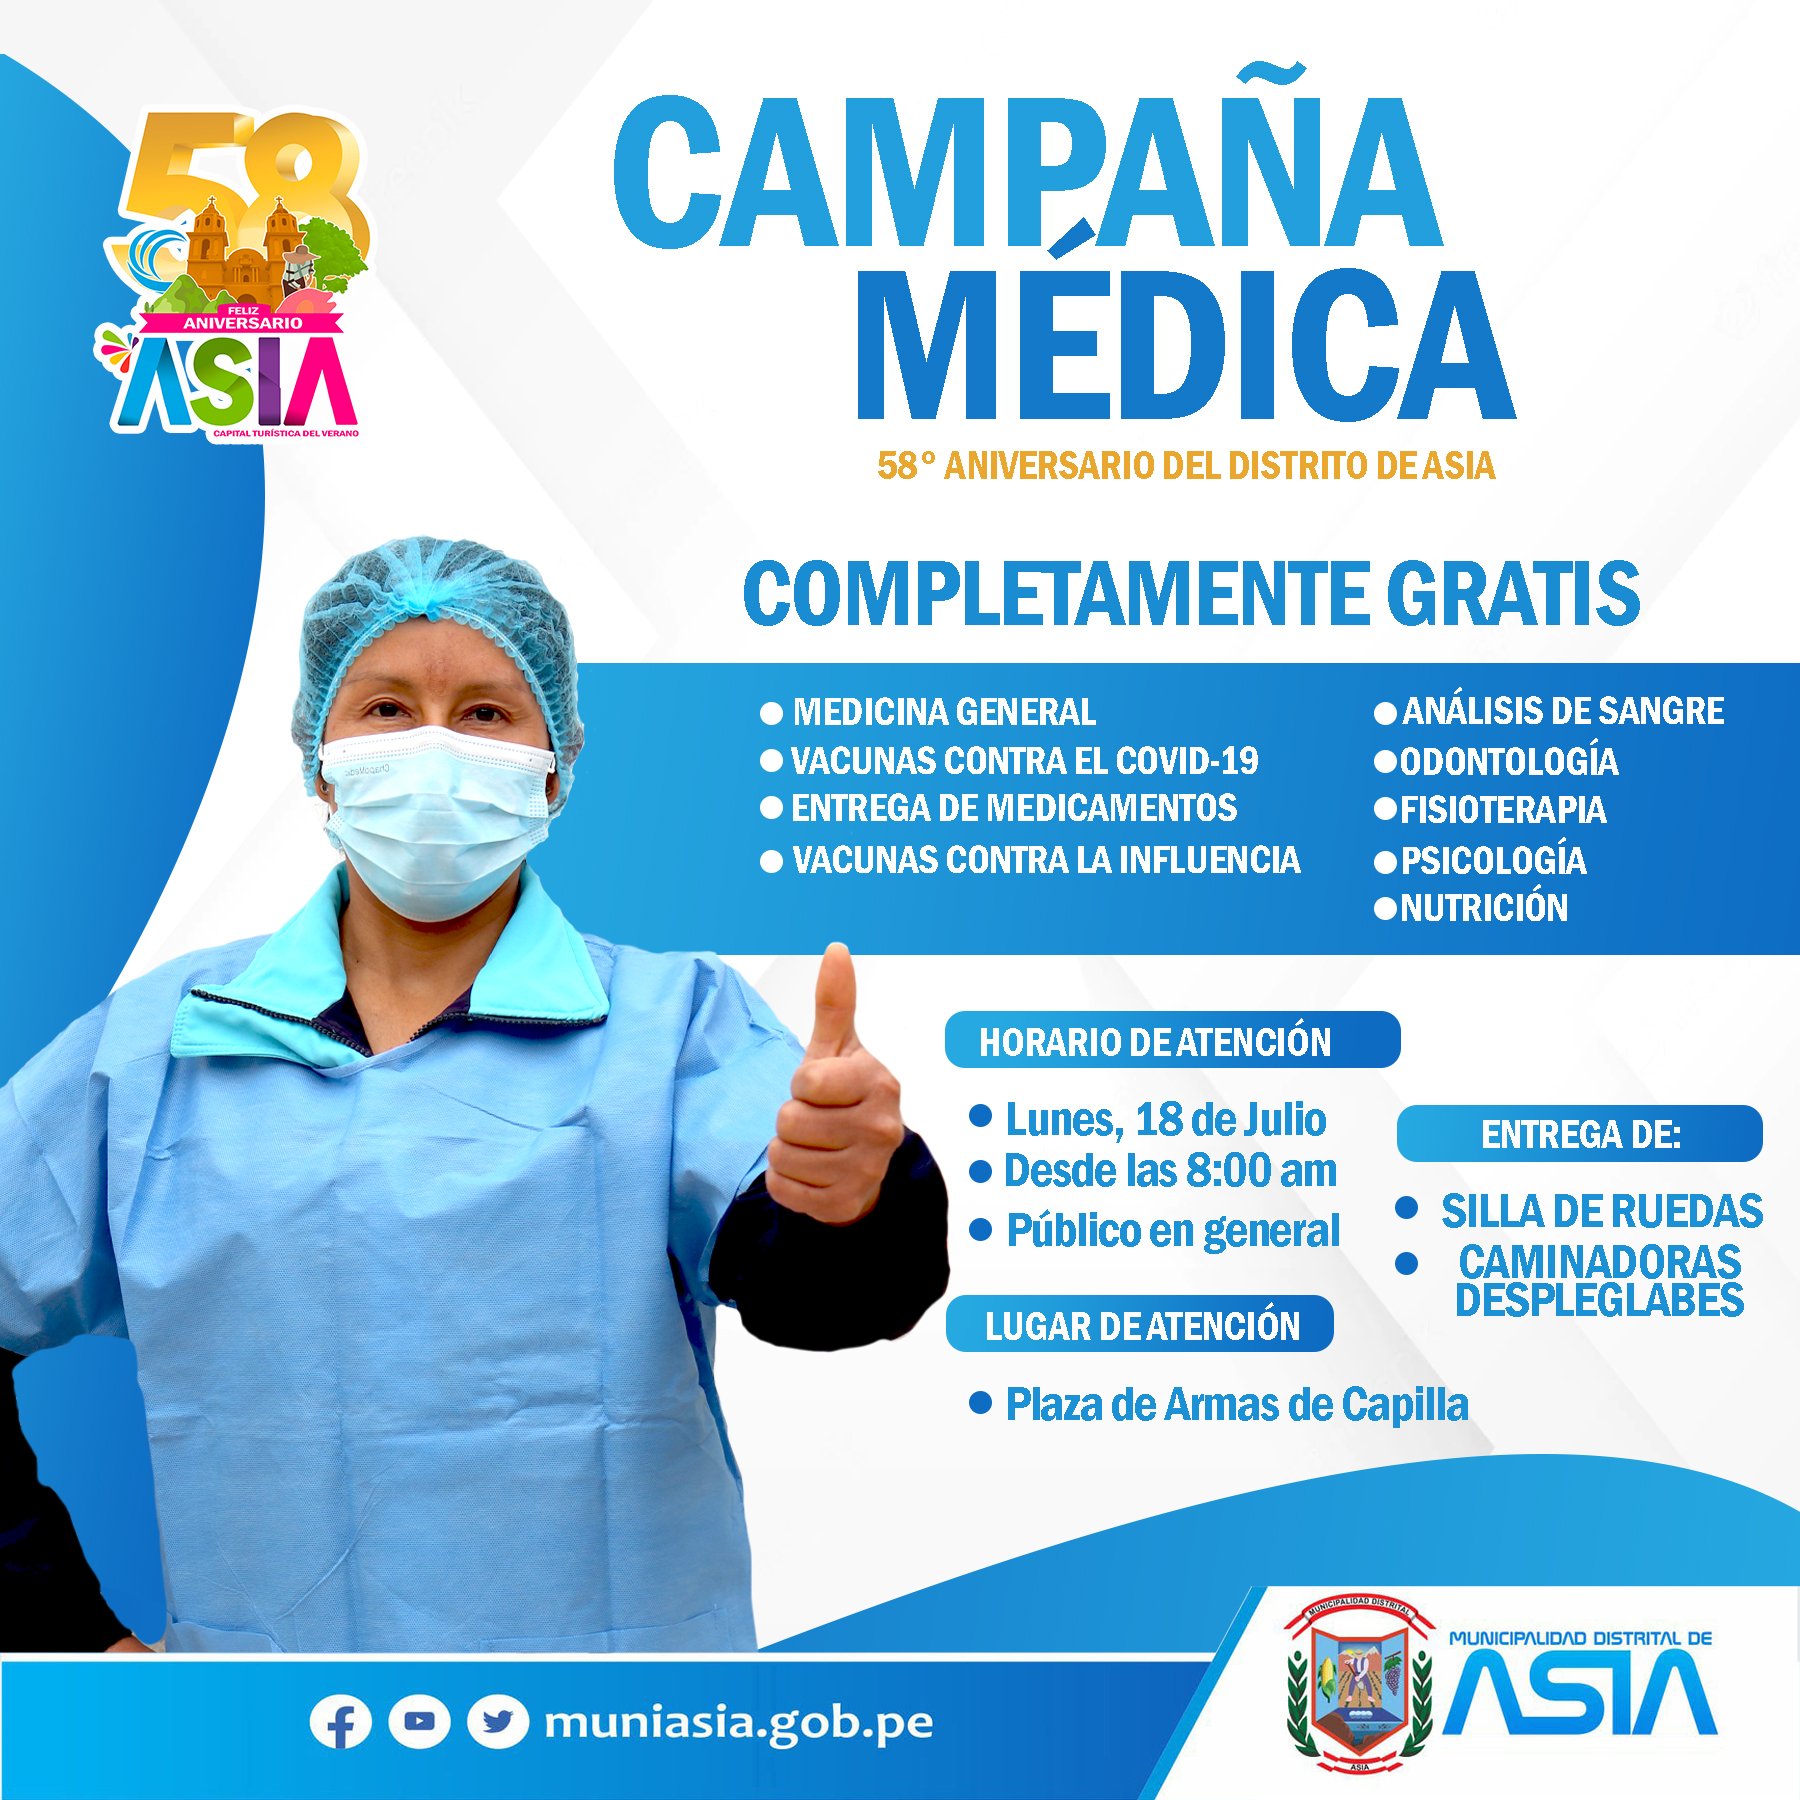 58
FELIZ
ANIVERSARIO
ASIA
CAPITAL TURÍSTICA DEL VERANO
CAMPAÑA
MÉDICA
58° ANIVERSARIO DEL DISTRITO DE ASIA
COMPLETAMENTE GRATIS
● MEDICINA GENERAL
● VACUNAS CONTRA EL COVID-19
● ENTREGA DE MEDICAMENTOS
● VACUNAS CONTRA LA INFLUENCIA
● ANÁLISIS DE SANGRE
● ODONTOLOGÍA
● FISIOTERAPIA
● PSICOLOGÍA
● NUTRICIÓN
HORARIO DE ATENCIÓN
● Lunes, 18 de Julio
● Desde las 8:00 am
● Público en general
LUGAR DE ATENCIÓN
● Plaza de Armas de Capilla
ENTREGA DE:
● SILLA DE RUEDAS
● CAMINADORAS
DESPLEGLABES
muniasia.gob.pe
MUNICIPALIDAD DISTRITAL
ASIA
MUNICIPALIDAD DISTRITAL DE
ASIA